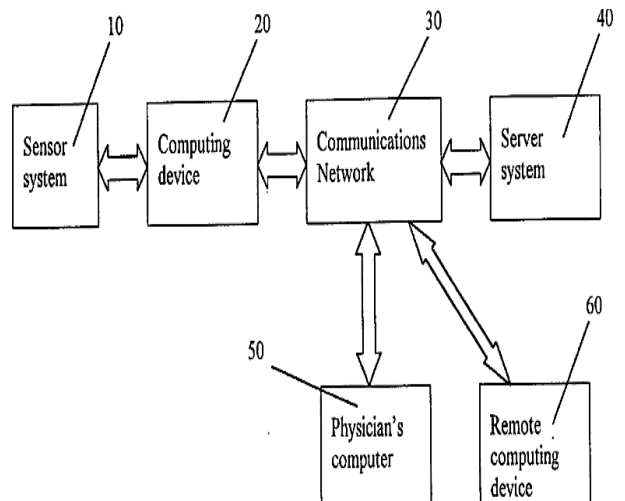 10
20
30
40
Sensor
system
Computing
device
Communications
Network
Server
system
50
60
Physician's
computer
Remote
computing
device